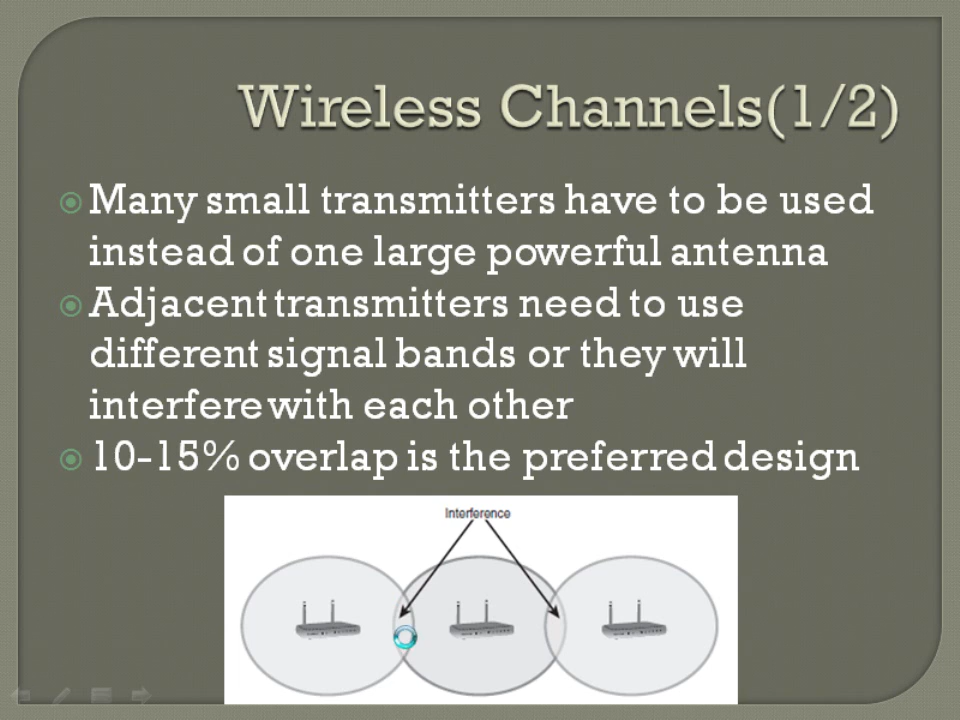 Wireless Channels(1/2)
Many small transmitters have to be used
instead of one large powerful antenna
Adjacent transmitters need to use
different signal bands or they will
interfere with each other
10-15% overlap is the preferred design
Interference